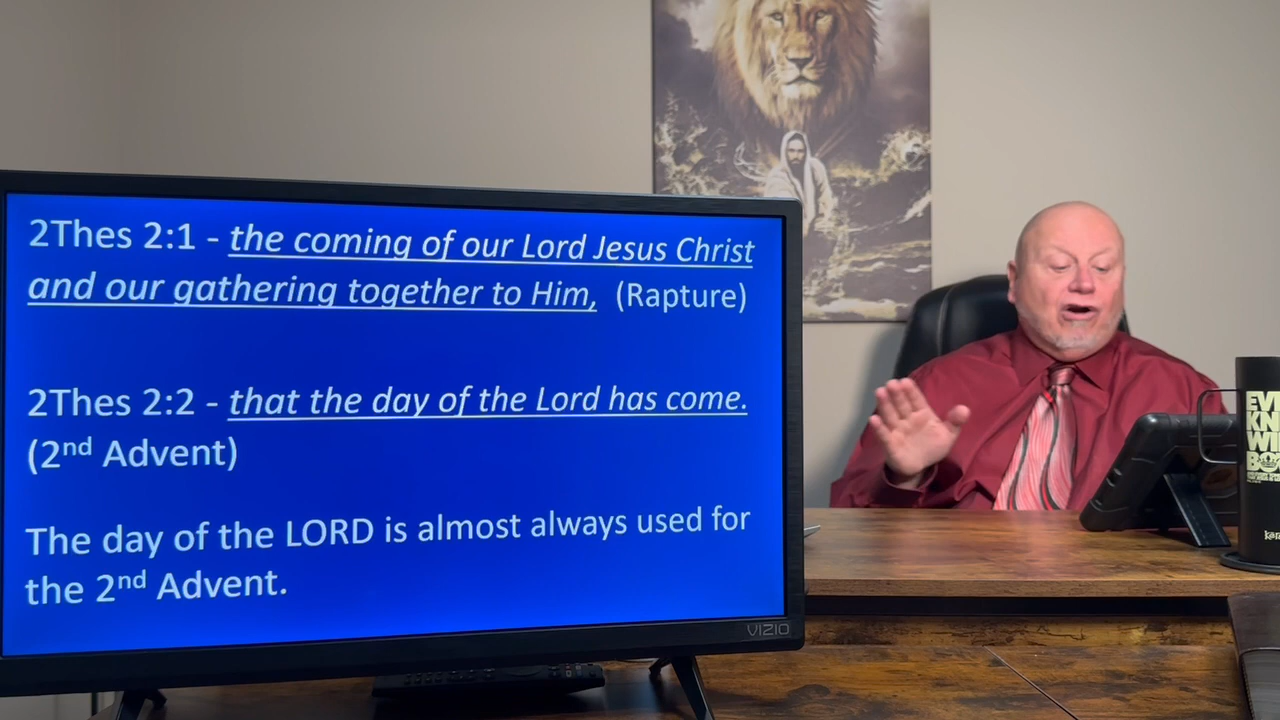 2Thes 2:1 - the coming of our Lord Jesus Christ
and our gathering together to Him, (Rapture)
2Thes 2:2 - that the day of the Lord has come.
(2nd Advent)
The day of the LORD is almost always used for
the 2nd Advent.
VIZIO